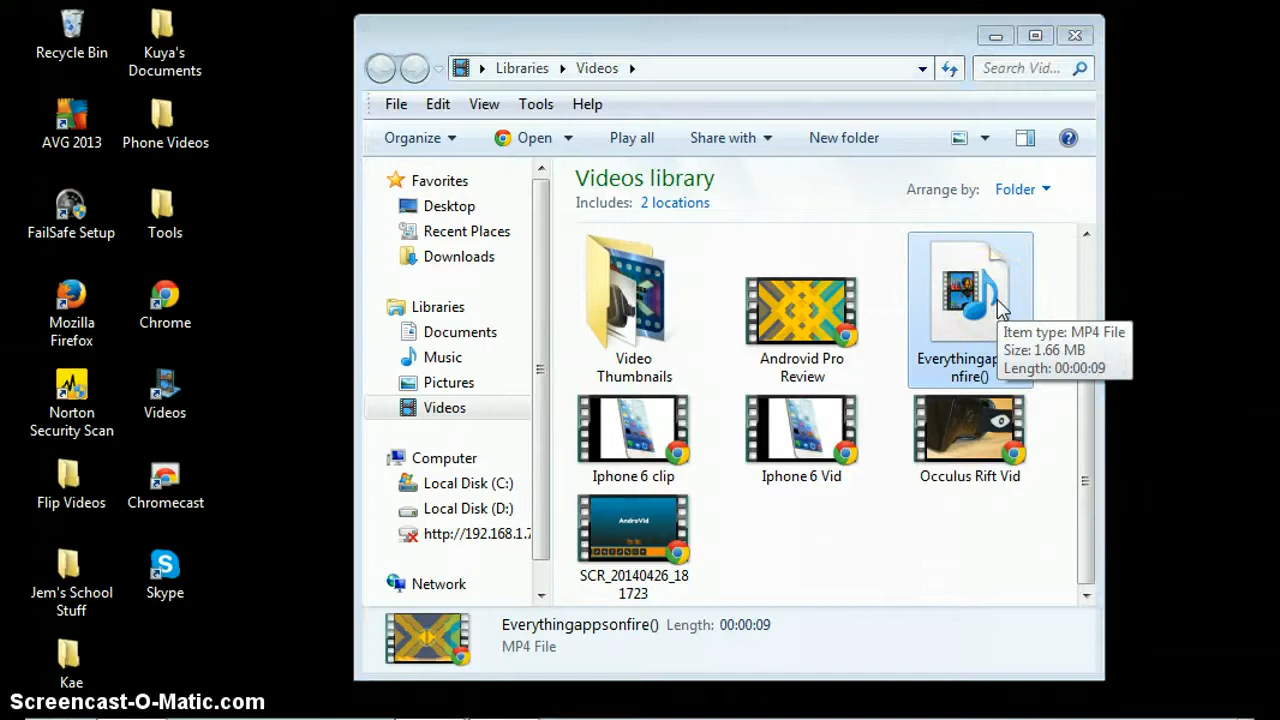 Recycle Bin
Kuya's
Documents
AVG 2013
Phone Videos
FailSafe Setup
Tools
Mozilla
Firefox
Chrome
Norton
Security Scan
Videos
Flip Videos
Chromecast
Jem's School
Stuff
Skype
Kae
Libraries
Videos
Search Vid...
File Edit View Tools Help
Organize Open Play all Share with New folder
Favorites
Desktop
Recent Places
Downloads
Libraries
Documents
Music
Pictures
Videos
Computer
Local Disk (C:)
Local Disk (D:)
http://192.168.1.7
Network
Videos library
Includes: 2 locations
Arrange by: Folder
Video
Thumbnails
Androvid Pro
Review
Everythingap
nfire()
Item type: MP4 File
Size: 1.66 MB
Length: 00:00:09
Iphone 6 clip
Iphone 6 Vid
Occulus Rift Vid
AndroVid
SCR_20140426_18
1723
Everythingappsonfire() Length: 00:00:09
MP4 File
Screencast-O-Matic.com